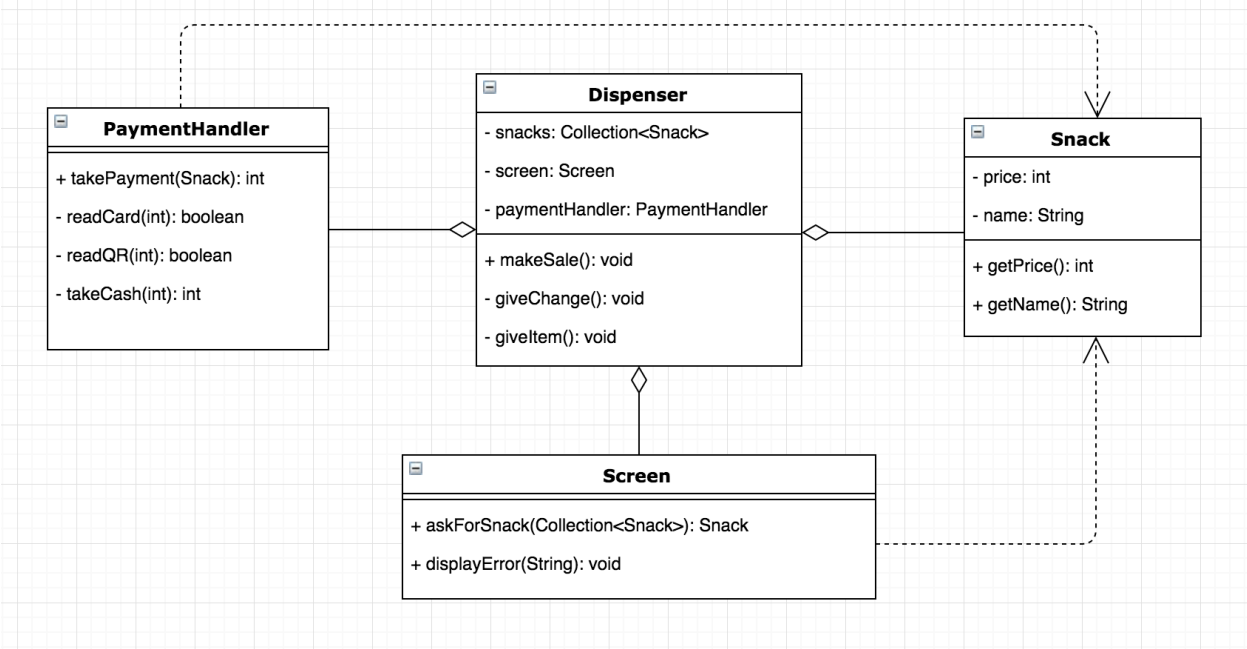 PaymentHandler
+ takePayment(Snack): int
- readCard(int): boolean
- readQR(int): boolean
- takeCash(int): int
Dispenser
- snacks: Collection<Snack>
- screen: Screen
- paymentHandler: PaymentHandler
+ makeSale(): void
- giveChange(): void
- giveItem(): void
Snack
- price: int
- name: String
+ getPrice(): int
+ getName(): String
Screen
+ askForSnack(Collection<Snack>): Snack
+ displayError(String): void